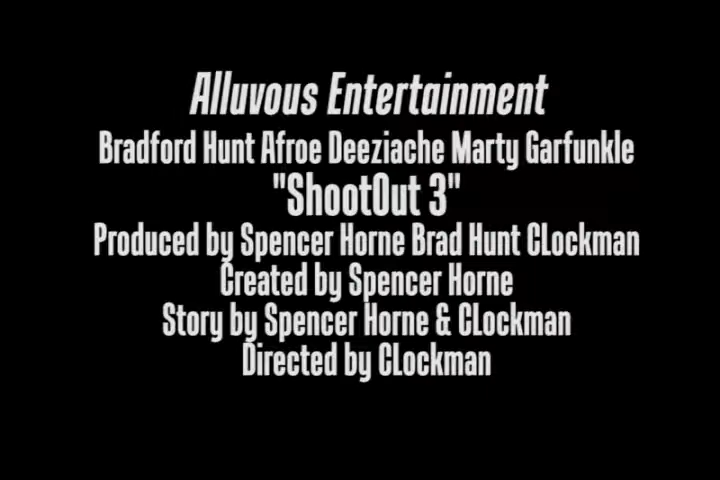 Alluvous Entertainment
Bradford Hunt Afroe Deeziache Marty Garfunkle
"ShootOut 3"
Produced by Spencer Horne Brad Hunt CLockman
Created by Spencer Horne
Story by Spencer Horne & CLockman
Directed by CLockman